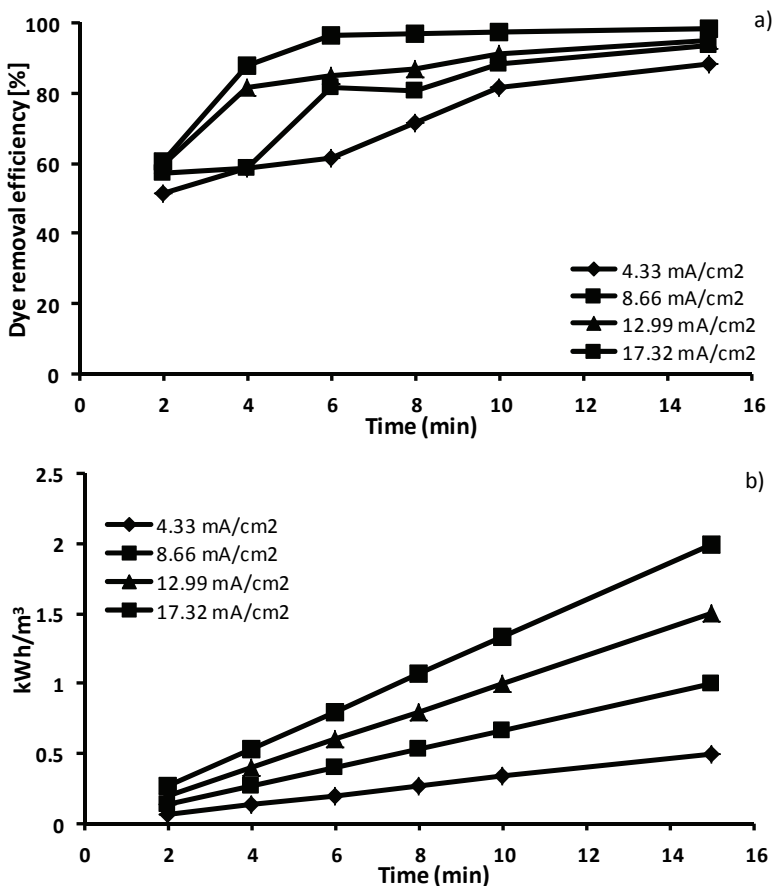 a)
Dye removal efficiency [%]
100
80
60
40
20
0
4.33 mA/cm2
8.66 mA/cm2
12.99 mA/cm2
17.32 mA/cm2
0 2 4 6 8 10 12 14 16
Time (min)
b)
kWh/m³
2.5
2
1.5
1
0.5
0
4.33 mA/cm2
8.66 mA/cm2
12.99 mA/cm2
17.32 mA/cm2
0 2 4 6 8 10 12 14 16
Time (min)